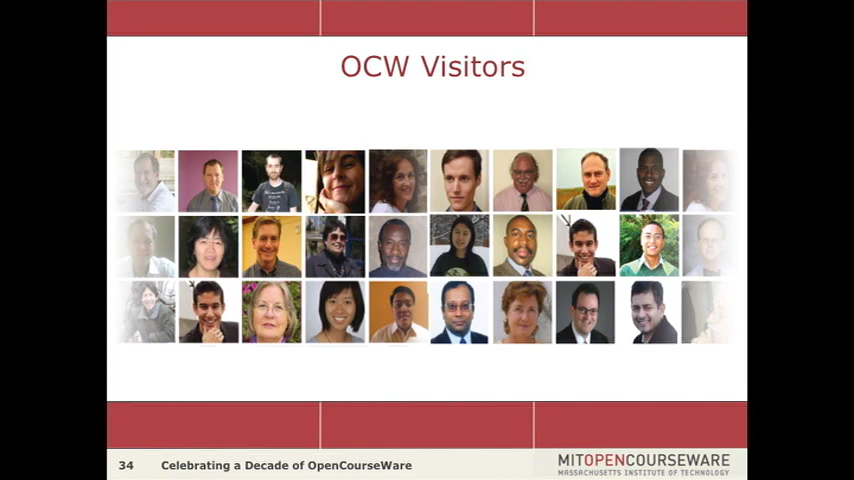 OCW Visitors
34 Celebrating a Decade of OpenCourseWare
MITOPENCOURSEWARE
MASSACHUSETTS INSTITUTE OF TECHNOLOGY